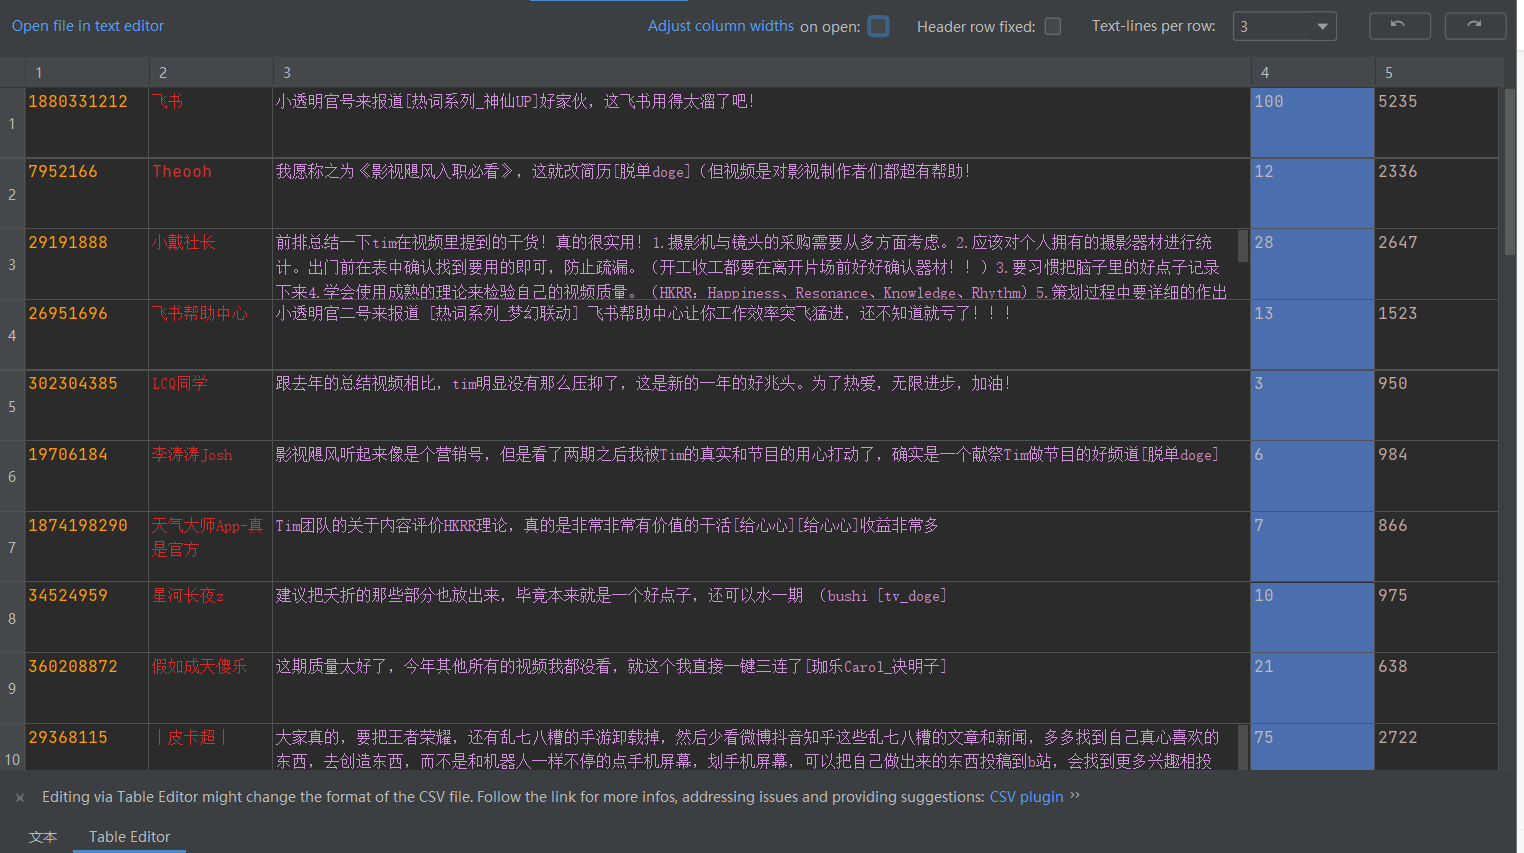 Open file in text editor
Adjust column widths on open:
Header row fixed:
Text-lines per row:
3
1 2 3 4 5
1 1880331212 飞书 小透明官号来报道[热词系列_神仙UP]好家伙，这飞书用得太溜了吧！ 100 5235
2 7952166 Theooh 我愿称之为《影视飓风入职必看》，这就改简历[脱单doge]（但视频是对影视制作者们都超有帮助！ 12 2336
3 29191888 小戴社长 前排总结一下tim在视频里提到的干货！真的很实用！1.摄影机与镜头的采购需要从多方面考虑。2.应该对个人拥有的摄影器材进行统 28 2647
计。出门前在表中确认找到要用的即可，防止疏漏。（开工收工都要在离开片场前好好确认器材！！）3.要习惯把脑子里的好点子记录
下来4.学会使用成熟的理论来检验自己的视频质量。（HKRR：Happiness、Resonance、Knowledge、Rhythm）5.策划过程中要详细的作出
4 26951696 飞书帮助中心 小透明官二号来报道 [热词系列_梦幻联动] 飞书帮助中心让你工作效率突飞猛进，还不知道就亏了！！！ 13 1523
5 302304385 LCQ同学 跟去年的总结视频相比，tim明显没有那么压抑了，这是新的一年的好兆头。为了热爱，无限进步，加油！ 3 950
6 19706184 李涛涛Josh 影视飓风听起来像是个营销号，但是看了两期之后我被Tim的真实和节目的用心打动了，确实是一个献祭Tim做节目的好频道[脱单doge] 6 984
7 1874198290 天气大师App-真 Tim团队的关于内容评价HKRR理论，真的是非常非常有价值的干活[给心心][给心心]收益非常多 7 866
是官方
8 34524959 星河长夜z 建议把夭折的那些部分也放出来，毕竟本来就是一个好点子，还可以水一期 （bushi [tv_doge] 10 975
9 360208872 假如成天傻乐 这期质量太好了，今年其他所有的视频我都没看，就这个我直接一键三连了[珈乐Carol_决明子] 21 638
10 29368115 丨皮卡超丨 大家真的，要把王者荣耀，还有乱七八糟的手游卸载掉，然后少看微博抖音知乎这些乱七八糟的文章和新闻，多多找到自己真心喜欢的 75 2722
东西，去创造东西，而不是和机器人一样不停的点手机屏幕，划手机屏幕，可以把自己做出来的东西投稿到b站，会找到更多兴趣相投
Editing via Table Editor might change the format of the CSV file. Follow the link for more infos, addressing issues and providing suggestions: CSV plugin
文本 Table Editor